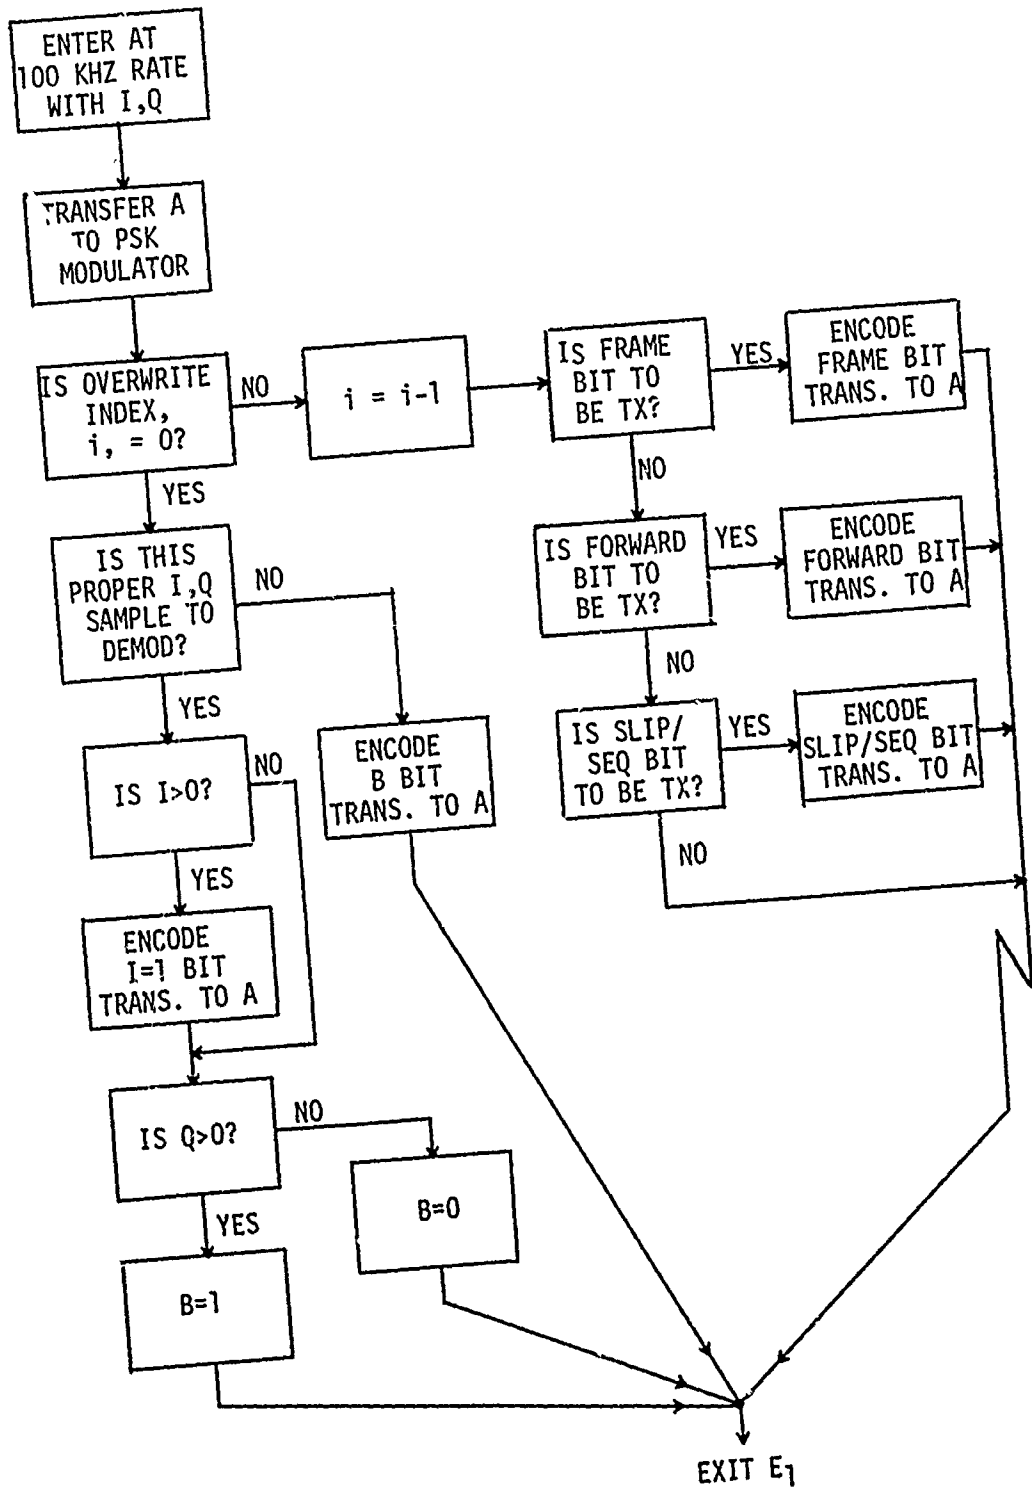 ENTER AT
100 KHZ RATE
WITH I,Q
TRANSFER A
TO PSK
MODULATOR
IS OVERWRITE
INDEX,
i, = 0?
NO
i = i-1
IS FRAME
BIT TO
BE TX?
YES
ENCODE
FRAME BIT
TRANS. TO A
NO
YES
IS THIS
PROPER I,Q
SAMPLE TO
DEMOD?
NO
IS FORWARD
BIT TO
BE TX?
YES
ENCODE
FORWARD BIT
TRANS. TO A
NO
YES
IS I>0?
NO
ENCODE
B BIT
TRANS. TO A
IS SLIP/
SEQ BIT
TO BE TX?
YES
ENCODE
SLIP/SEQ BIT
TRANS. TO A
NO
YES
ENCODE
I=1 BIT
TRANS. TO A
IS Q>0?
NO
B=0
YES
B=1
EXIT E1